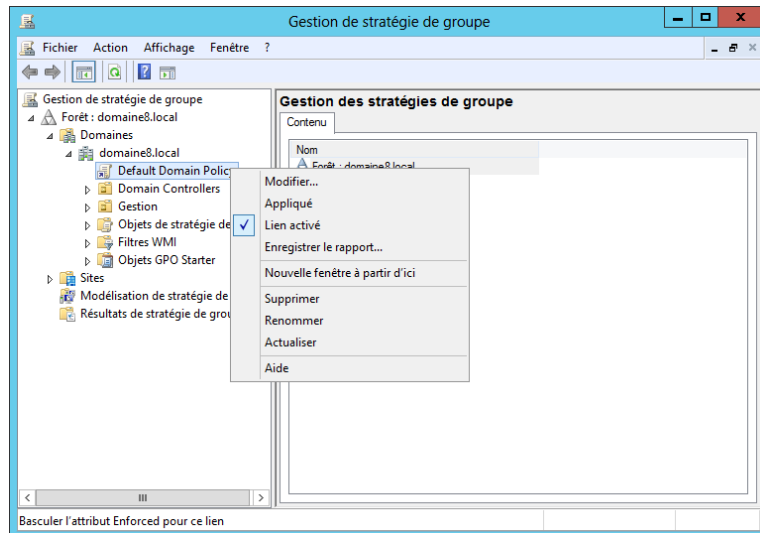 Gestion de stratégie de groupe
Fichier Action Affichage Fenêtre ?
Gestion de stratégie de groupe
Forêt : domaine8.local
Domaines
domaine8.local
Default Domain Policy
Domain Controllers
Gestion
Objets de stratégie de
Filtres WMI
Objets GPO Starter
Sites
Modélisation de stratégie de
Résultats de stratégie de grou
Gestion des stratégies de groupe
Contenu
Nom
Forêt : domaine8.local
Modifier...
Appliqué
Lien activé
Enregistrer le rapport...
Nouvelle fenêtre à partir d'ici
Supprimer
Renommer
Actualiser
Aide
Basculer l'attribut Enforced pour ce lien